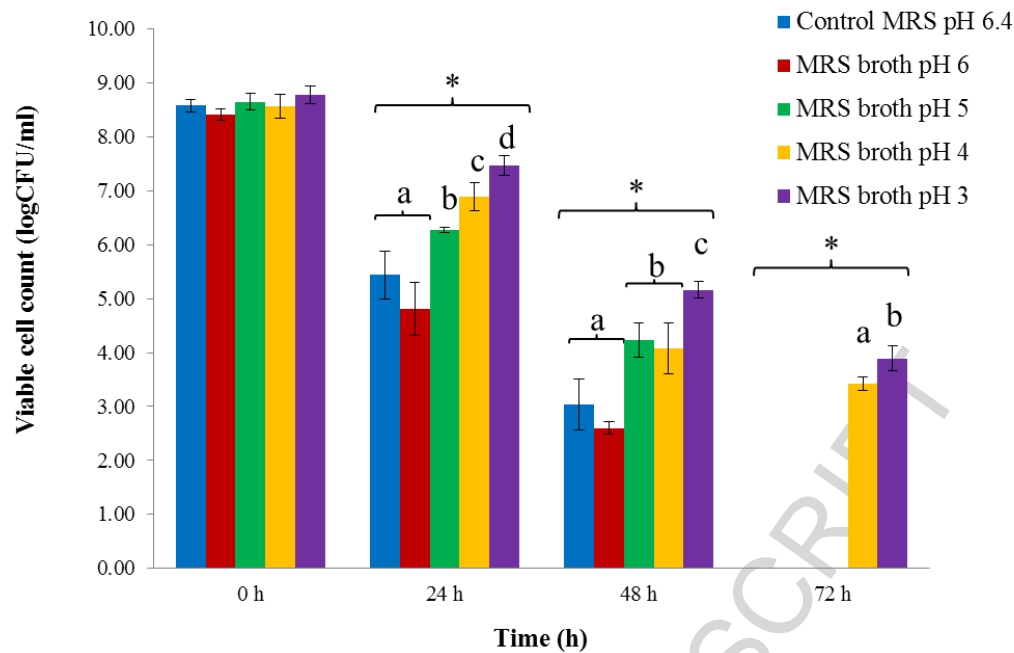 Control MRS pH 6.4
MRS broth pH 6
MRS broth pH 5
MRS broth pH 4
MRS broth pH 3
Viable cell count (logCFU/ml)
10.00
9.00
8.00
7.00
6.00
5.00
4.00
3.00
2.00
1.00
0.00
*
a b c d
*
a b c
*
a b
0 h 24 h 48 h 72 h
Time (h)
SCRIPT